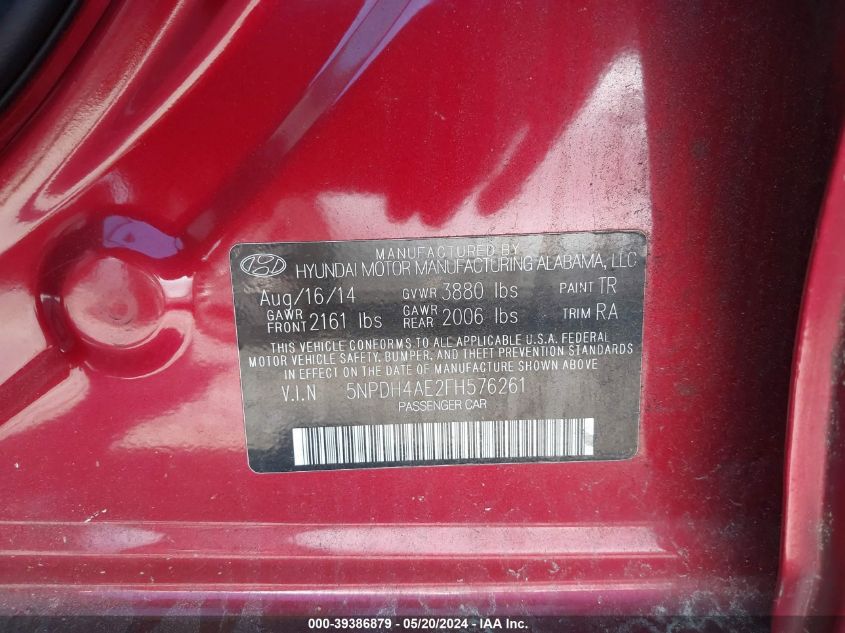 MANUFACTURED BY
HYUNDAI MOTOR MANUFACTURING ALABAMA, LLC
Aug/16/14 GVWR 3880 lbs PAINT TR
GAWR FRONT 2161 lbs GAWR REAR 2006 lbs TRIM RA
THIS VEHICLE CONFORMS TO ALL APPLICABLE U.S.A. FEDERAL
MOTOR VEHICLE SAFETY, BUMPER, AND THEFT PREVENTION STANDARDS
IN EFFECT ON THE DATE OF MANUFACTURE SHOWN ABOVE
V.I.N 5NPDH4AE2FH576261
PASSENGER CAR
000-39386879 - 05/20/2024 - IAA Inc.